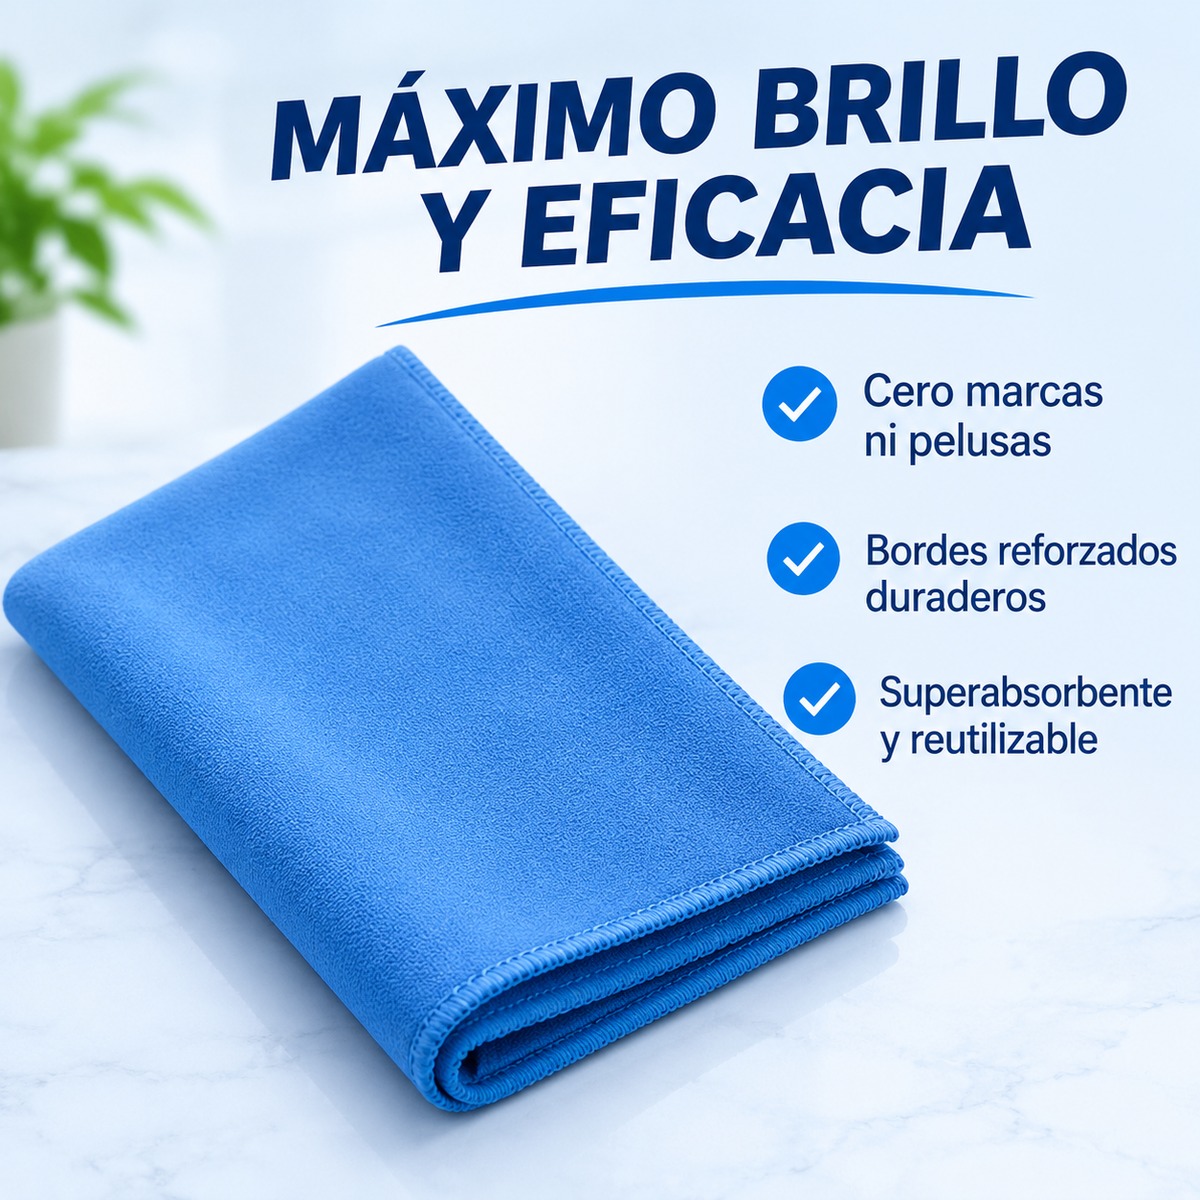 MÁXIMO BRILLO
Y EFICACIA
Cero marcas
ni pelusas
Bordes reforzados
duraderos
Superabsorbente
y reutilizable